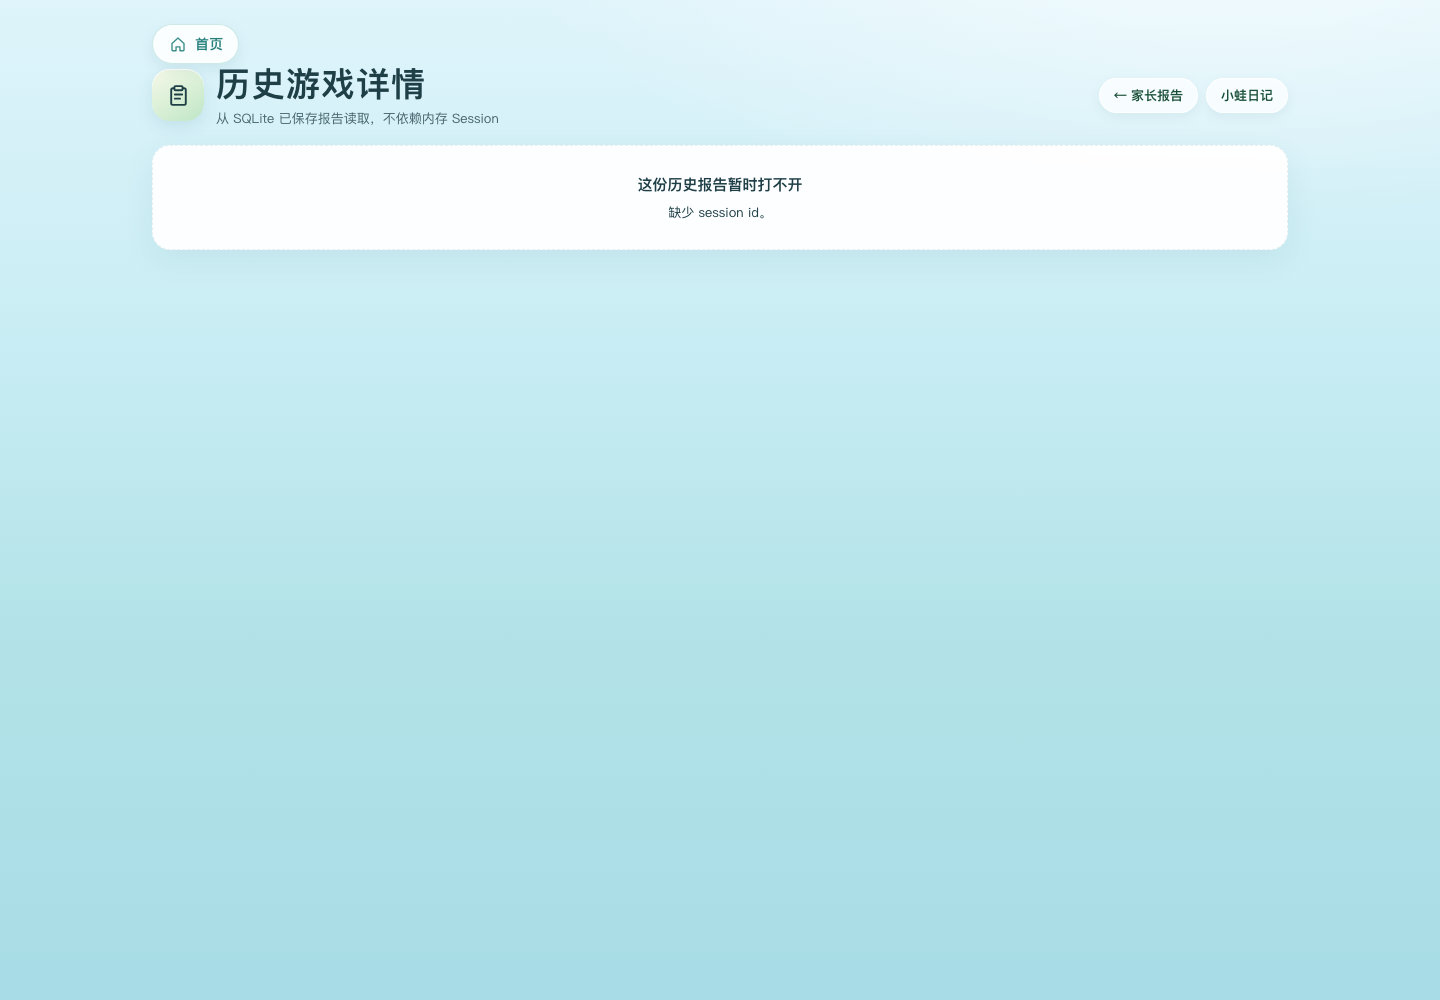 首页
历史游戏详情
从 SQLite 已保存报告读取，不依赖内存 Session
← 家长报告
小蛙日记
这份历史报告暂时打不开
缺少 session id。